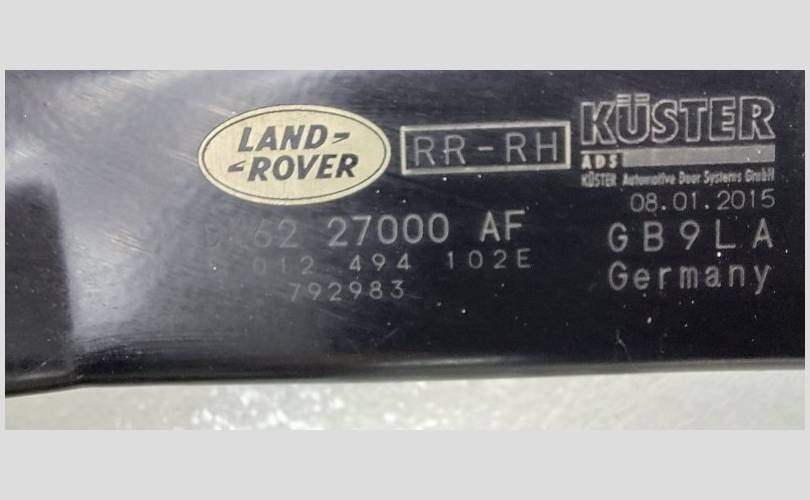 LAND-
-ROVER
RR-RH
KÜSTER
ADS
KÜSTER Automotive Door Systems GmbH
08.01.2015
27000 AF
GB9LA
012 494 102E
Germany
792983